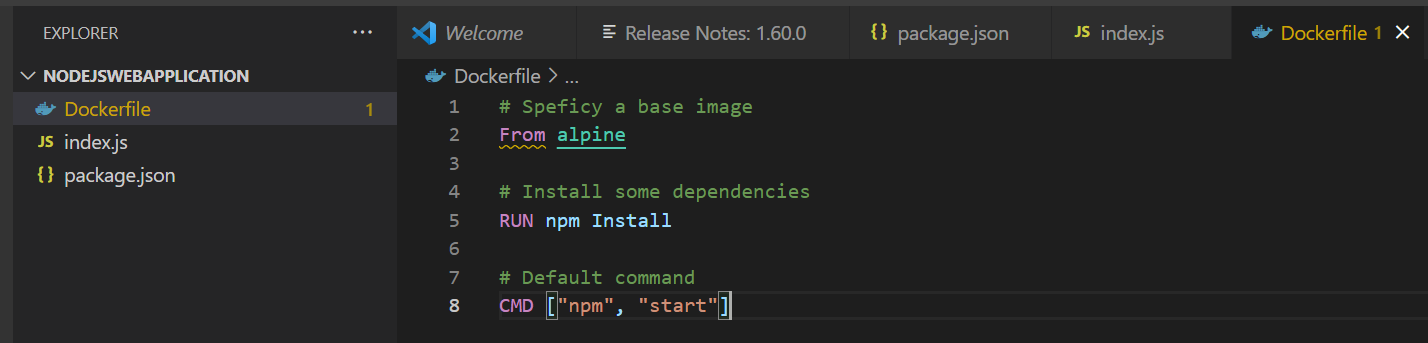 EXPLORER ...
Welcome
Release Notes: 1.60.0
{} package.json
JS index.js
Dockerfile 1 ×
NODEJSWEBAPPLICATION
Dockerfile 1
JS index.js
{} package.json
Dockerfile > ...
1 # Speficy a base image
2 From alpine
3
4 # Install some dependencies
5 RUN npm Install
6
7 # Default command
8 CMD ["npm", "start"]